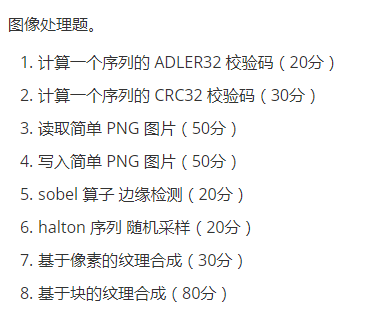 图像处理题。
1. 计算一个序列的 ADLER32 校验码（20分）
2. 计算一个序列的 CRC32 校验码（30分）
3. 读取简单 PNG 图片（50分）
4. 写入简单 PNG 图片（50分）
5. sobel 算子 边缘检测（20分）
6. halton 序列 随机采样（20分）
7. 基于像素的纹理合成（30分）
8. 基于块的纹理合成（80分）